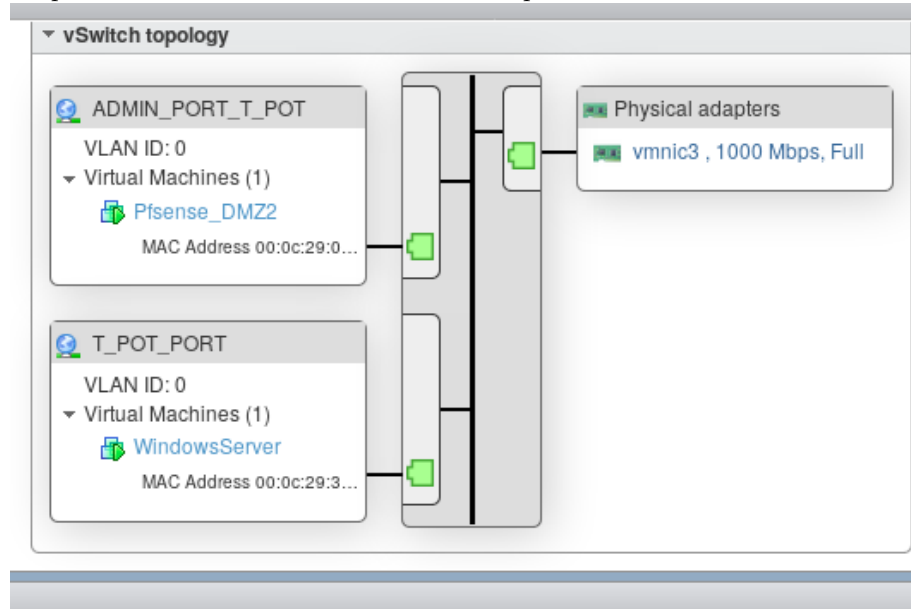 vSwitch topology
ADMIN_PORT_T_POT
VLAN ID: 0
Virtual Machines (1)
Pfsense_DMZ2
MAC Address 00:0c:29:0...
T_POT_PORT
VLAN ID: 0
Virtual Machines (1)
WindowsServer
MAC Address 00:0c:29:3...
Physical adapters
vmnic3 , 1000 Mbps, Full